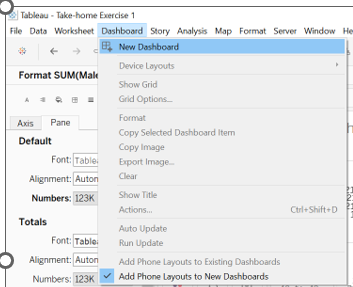 Tableau - Take-home Exercise 1
File Data Worksheet Dashboard Story Analysis Map Format Server Window He
New Dashboard
Format SUM(Male
Device Layouts
Show Grid
Grid Options...
Axis Pane
Format
Default
Copy Selected Dashboard Item
Font: Tablea
Copy Image
Alignment: Autom
Export Image...
Clear
Numbers: 123K
Show Title
Totals
Actions... Ctrl+Shift+D
Font: Tablea
Auto Update
Run Update
Alignment: Autom
Add Phone Layouts to Existing Dashboards
Numbers: 123K
Add Phone Layouts to New Dashboards